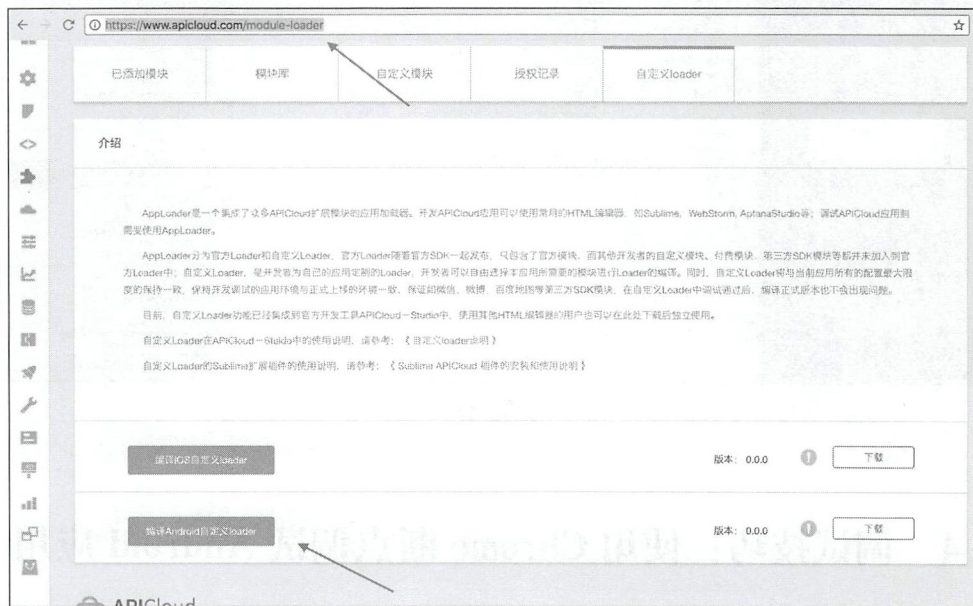 https://www.apicloud.com/module-loader
已添加模块 模块库 自定义模块 授权记录 自定义loader
介绍
AppLoader是一个集成了众多APICloud扩展模块的应用加载器。开发APICloud应用可以使用常用的HTML编辑器，如Sublime，WebStorm, AptanaStudio等；调试APICloud应用则
需要使用AppLoader。
AppLoader分为官方Loader和自定义Loader，官方Loader随着官方SDK一起发布，只包含了官方模块，而其他开发者的自定义模块、付费模块、第三方SDK模块等都并未加入到官
方Loader中；自定义Loader，是开发者为自己的应用定制的Loader，开发者可以自由选择本应用所需要的模块进行Loader的编译。同时，自定义Loader将与当前应用所有的配置最大限
度的保持一致，保持开发调试的应用环境与正式上线的环境一致，保证如微信、微博、百度地图等第三方SDK模块，在自定义Loader中调试通过后，编译正式版本也不会出现问题。
目前，自定义Loader功能已经集成到官方开发工具APICloud－Studio中，使用其他HTML编辑器的用户也可以在此处下载后独立使用。
自定义Loader在APICloud－Studio中的使用说明，请参考：《自定义loader说明》
自定义Loader的Sublime扩展插件的使用说明，请参考：《Sublime APICloud 插件的安装和使用说明》
编译iOS自定义loader 版本： 0.0.0 下载
编译Android自定义loader 版本： 0.0.0 下载
APICloud